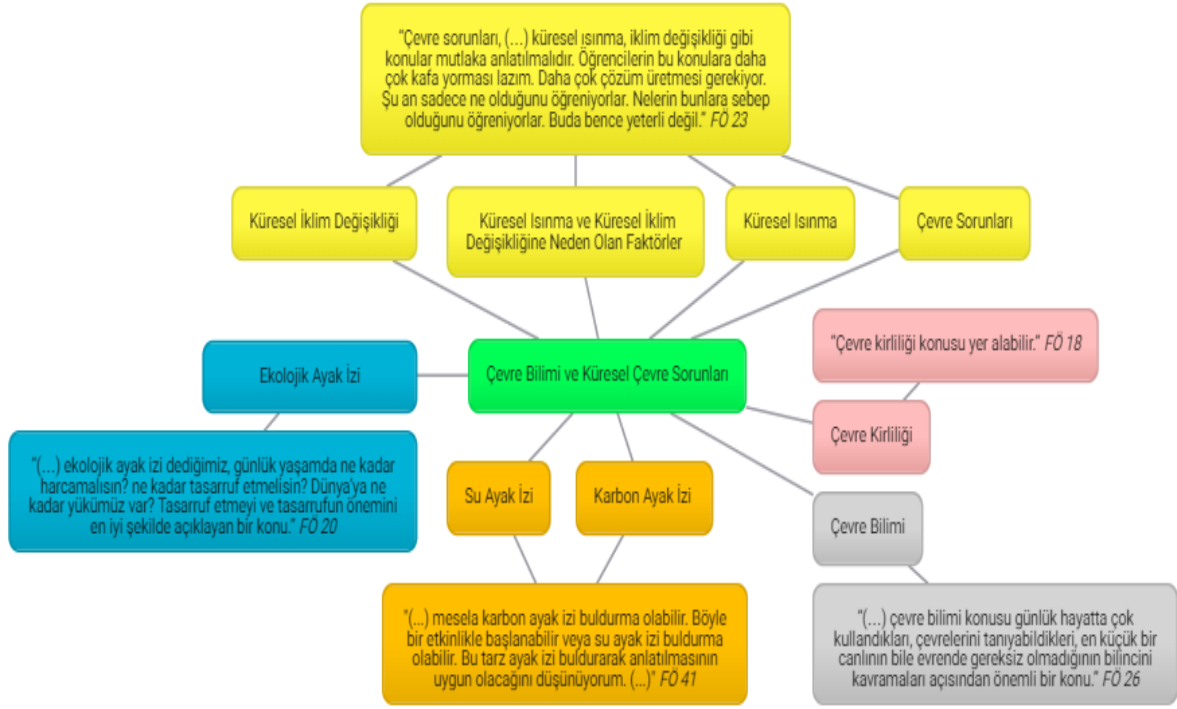 “Çevre sorunları, (...) küresel ısınma, iklim değişikliği gibi
konular mutlaka anlatılmalıdır. Öğrencilerin bu konulara daha
çok kafa yorması lazım. Daha çok çözüm üretmesi gerekiyor.
Şu an sadece ne olduğunu öğreniyorlar. Nelerin bunlara sebep
olduğunu öğreniyorlar. Buda bence yeterli değil.” FÖ 23
Küresel İklim Değişikliği
Küresel Isınma ve Küresel İklim
Değişikliğine Neden Olan Faktörler
Küresel Isınma
Çevre Sorunları
“Çevre kirliliği konusu yer alabilir.” FÖ 18
Ekolojik Ayak İzi
Çevre Bilimi ve Küresel Çevre Sorunları
Çevre Kirliliği
“(...) ekolojik ayak izi dediğimiz, günlük yaşamda ne kadar
harcamalısın? ne kadar tasarruf etmelisin? Dünya’ya ne
kadar yükümüz var? Tasarruf etmeyi ve tasarrufun önemini
en iyi şekilde açıklayan bir konu.” FÖ 20
Su Ayak İzi
Karbon Ayak İzi
Çevre Bilimi
"(...) mesela karbon ayak izi buldurma olabilir. Böyle
bir etkinlikle başlanabilir veya su ayak izi buldurma
olabilir. Bu tarz ayak izi buldurarak anlatılmasının
uygun olacağını düşünüyorum. (...)" FÖ 41
“(...) çevre bilimi konusu günlük hayatta çok
kullandıkları, çevrelerini tanıyabildikleri, en küçük bir
canlının bile evrende gereksiz olmadığının bilincini
kavramaları açısından önemli bir konu.” FÖ 26